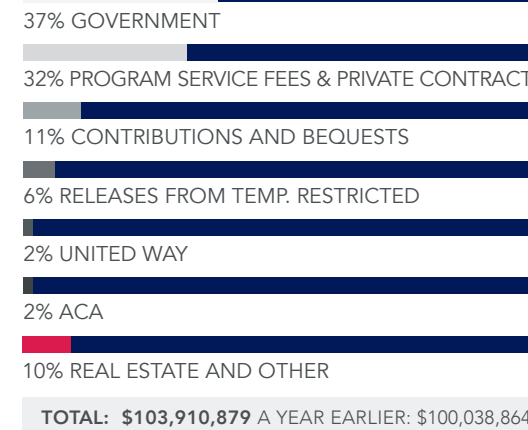 37% GOVERNMENT
32% PROGRAM SERVICE FEES & PRIVATE CONTRACT
11% CONTRIBUTIONS AND BEQUESTS
6% RELEASES FROM TEMP. RESTRICTED
2% UNITED WAY
2% ACA
10% REAL ESTATE AND OTHER
TOTAL: $103,910,879 A YEAR EARLIER: $100,038,864